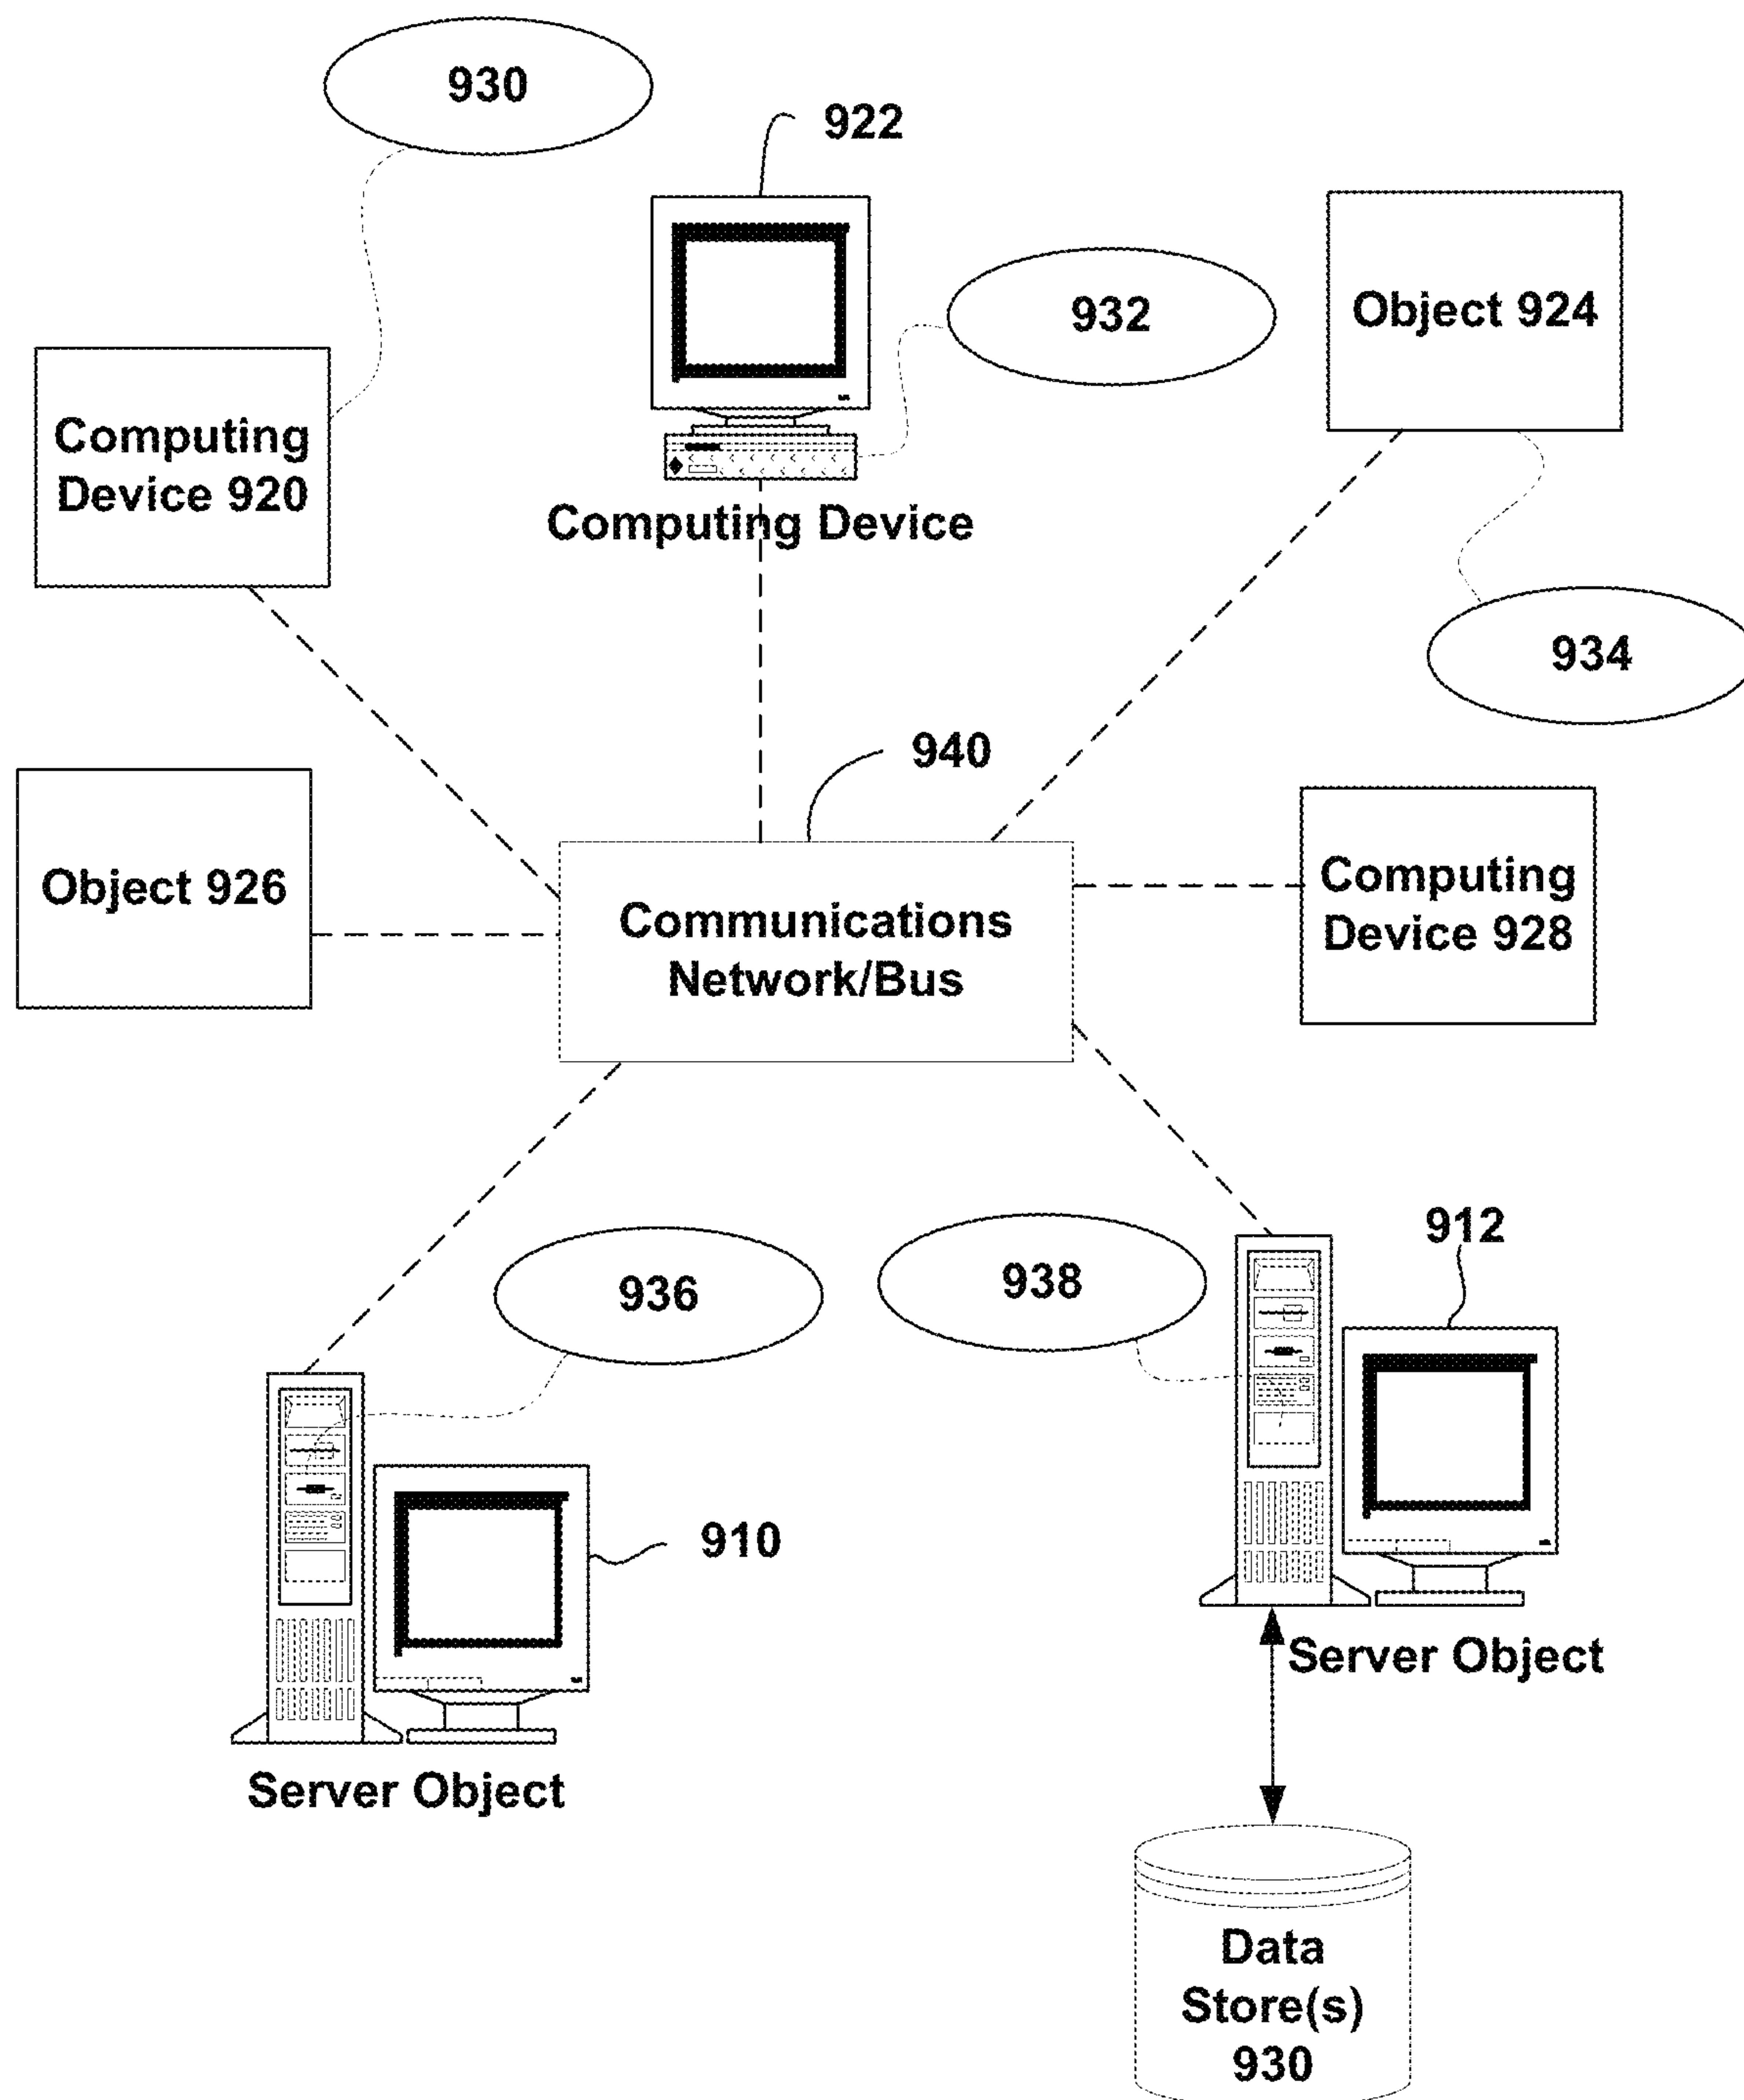 930
922
932
Object 924
Computing
Device 920
Computing Device
934
940
Object 926
Communications
Network/Bus
Computing
Device 928
936
938
912
910
Server Object
Server Object
Data
Store(s)
930